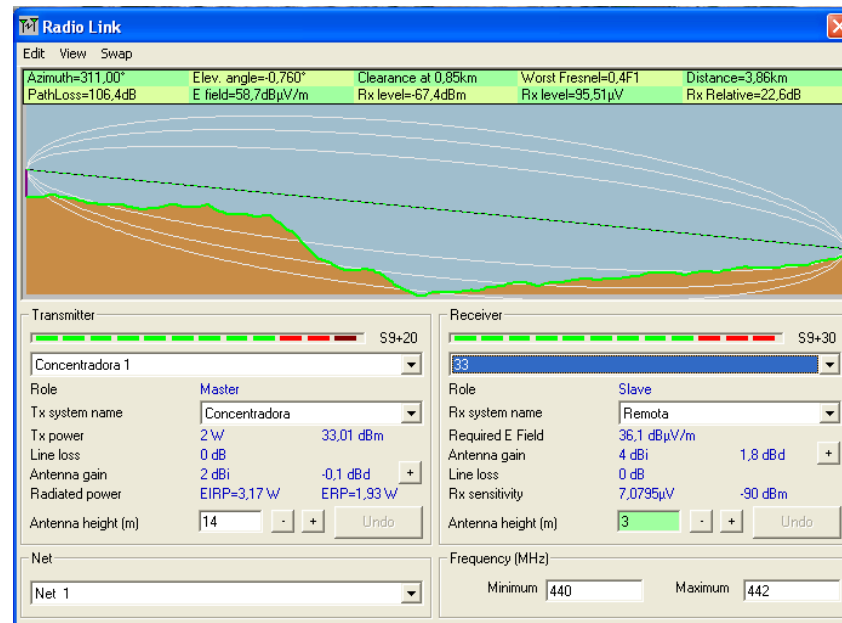 Radio Link
Edit View Swap
Azimuth=311,00° Elev. angle=-0,760° Clearance at 0,85km Worst Fresnel=0,4F1 Distance=3,86km
PathLoss=106,4dB E field=58,7dBµV/m Rx level=-67,4dBm Rx level=95,51µV Rx Relative=22,6dB
Transmitter
S9+20
Concentradora 1
Role Master
Tx system name Concentradora
Tx power 2 W 33,01 dBm
Line loss 0 dB
Antenna gain 2 dBi -0,1 dBd +
Radiated power EIRP=3,17 W ERP=1,93 W
Antenna height (m) 14 - + Undo
Net
Net 1
Receiver
S9+30
33
Role Slave
Rx system name Remota
Required E Field 36,1 dBµV/m
Antenna gain 4 dBi 1,8 dBd +
Line loss 0 dB
Rx sensitivity 7,0795µV -90 dBm
Antenna height (m) 3 - + Undo
Frequency (MHz)
Minimum 440 Maximum 442